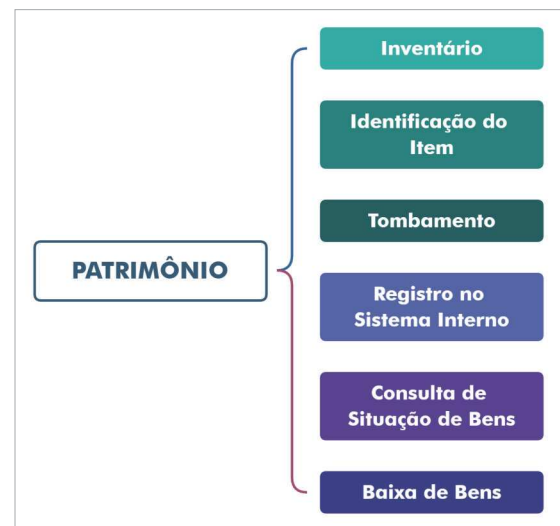 PATRIMÔNIO
Inventário
Identificação do
Item
Tombamento
Registro no
Sistema Interno
Consulta de
Situação de Bens
Baixa de Bens